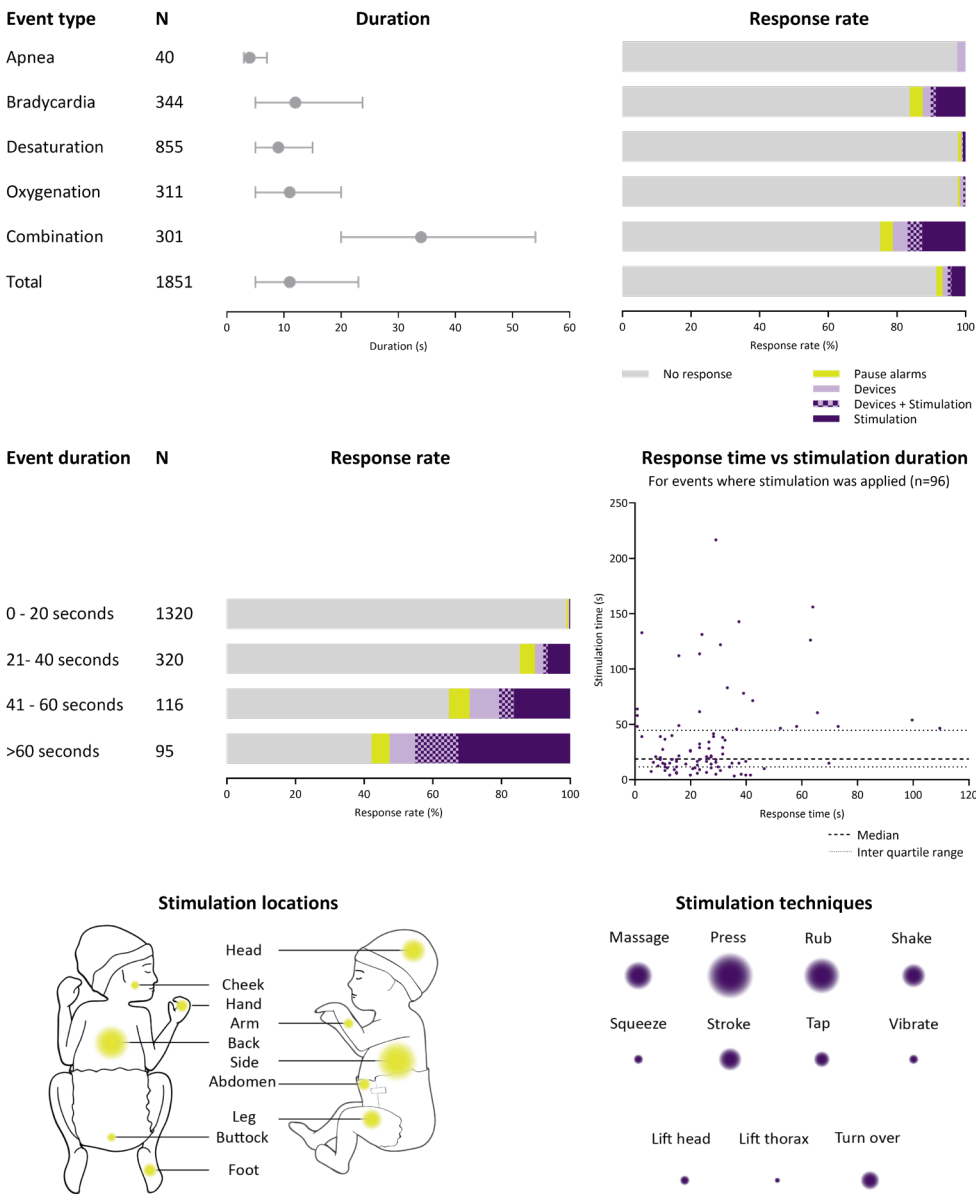 Event type N Duration Response rate
Apnea 40
Bradycardia 344
Desaturation 855
Oxygenation 311
Combination 301
Total 1851
0 10 20 30 40 50 60
Duration (s)
0 20 40 60 80 100
Response rate (%)
No response
Pause alarms
Devices
Devices + Stimulation
Stimulation
Event duration N Response rate
0 - 20 seconds 1320
21- 40 seconds 320
41 - 60 seconds 116
>60 seconds 95
0 20 40 60 80 100
Response rate (%)
Response time vs stimulation duration
For events where stimulation was applied (n=96)
250
200
150
100
50
0
Stimulation time (s)
0 20 40 60 80 100 120
Response time (s)
Median
Inter quartile range
Stimulation locations
Head
Cheek
Hand
Arm
Back
Side
Abdomen
Leg
Buttock
Foot
Stimulation techniques
Massage Press Rub Shake
Squeeze Stroke Tap Vibrate
Lift head Lift thorax Turn over